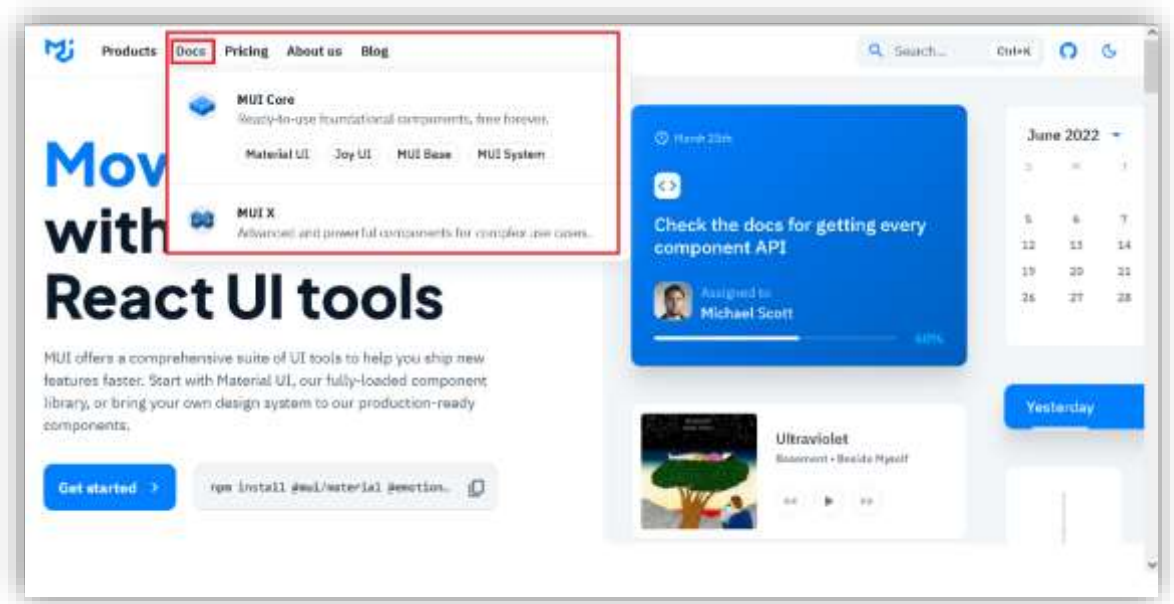 Products Docs Pricing About us Blog
Search... Ctrl+K
MUI Core
Ready-to-use foundational components, free forever.
Material UI Joy UI MUI Base MUI System
MUI X
Advanced and powerful components for complex use cases.
Mov
with
React UI tools
MUI offers a comprehensive suite of UI tools to help you ship new
features faster. Start with Material UI, our fully-loaded component
library, or bring your own design system to our production-ready
components.
Get started
npm install @mui/material @emotion..
March 25th
Check the docs for getting every
component API
Assigned to
Michael Scott
60%
Ultraviolet
Basement • Beside Myself
June 2022
5 6 7
12 13 14
19 20 21
26 27 28
Yesterday